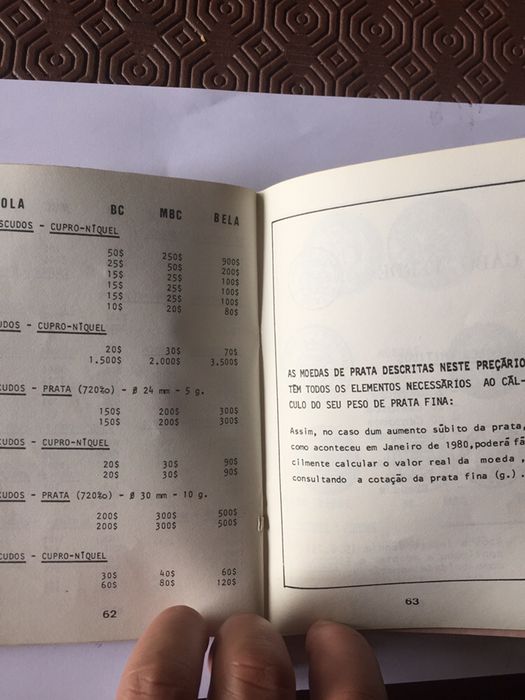 OLA BC MBC BELA
SCUDOS - CUPRO-NÍQUEL
50$ 250$ 900$
25$ 50$ 200$
15$ 25$ 100$
15$ 25$ 100$
15$ 25$ 100$
10$ 20$ 80$
UDOS - CUPRO-NÍQUEL
20$ 30$ 70$
1.500$ 2.000$ 3.500$
CUDOS - PRATA (720%o) - Ø 24 mm - 5 g.
150$ 200$ 300$
150$ 200$ 300$
CUDOS - CUPRO-NÍQUEL
20$ 30$ 90$
20$ 30$ 90$
CUDOS - PRATA (720%o) - Ø 30 mm - 10 g.
200$ 300$ 500$
200$ 300$ 500$
CUDOS - CUPRO-NÍQUEL
30$ 40$ 60$
60$ 80$ 120$
62
AS MOEDAS DE PRATA DESCRITAS NESTE PREÇÁRIO
TÊM TODOS OS ELEMENTOS NECESSÁRIOS AO CÁL-
CULO DO SEU PESO DE PRATA FINA:
Assim, no caso dum aumento súbito da prata,
como aconteceu em Janeiro de 1980,poderá fã
cilmente calcular o valor real da moeda ,
consultando a cotação da prata fina (g.) .
63